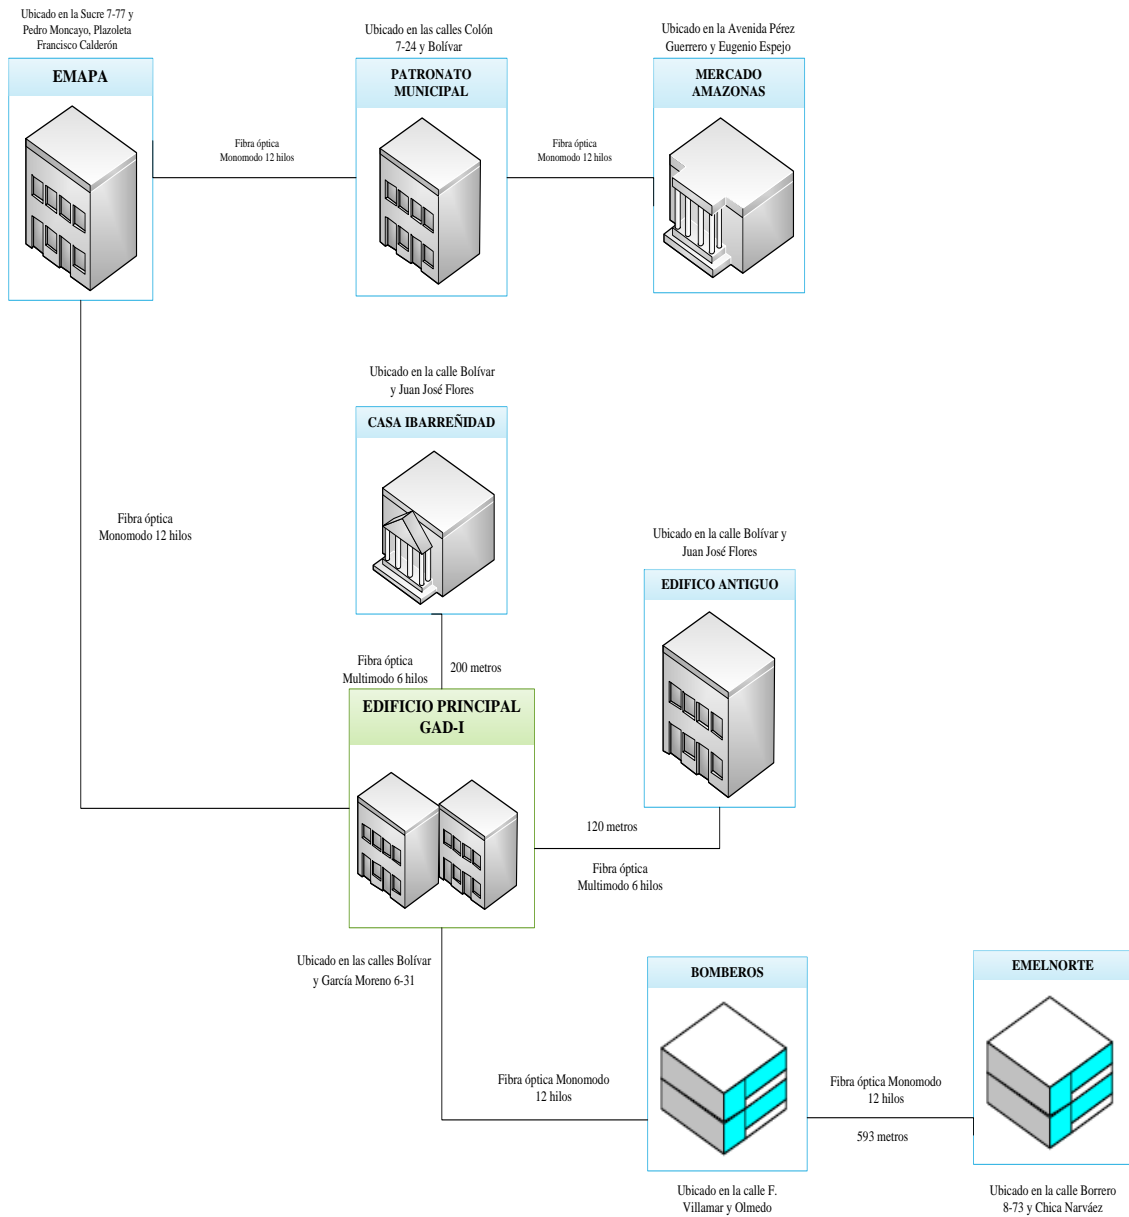 Ubicado en la Sucre 7-77 y
Pedro Moncayo, Plazoleta
Francisco Calderón
EMAPA
Ubicado en las calles Colón
7-24 y Bolívar
PATRONATO
MUNICIPAL
Ubicado en la Avenida Pérez
Guerrero y Eugenio Espejo
MERCADO
AMAZONAS
Fibra óptica
Monomodo 12 hilos
Fibra óptica
Monomodo 12 hilos
Ubicado en la calle Bolívar
y Juan José Flores
CASA IBARREÑIDAD
Fibra óptica
Monomodo 12 hilos
Ubicado en la calle Bolívar y
Juan José Flores
EDIFICO ANTIGUO
Fibra óptica
Multimodo 6 hilos
200 metros
EDIFICIO PRINCIPAL
GAD-I
120 metros
Fibra óptica
Multimodo 6 hilos
Ubicado en las calles Bolívar
y García Moreno 6-31
BOMBEROS
EMELNORTE
Fibra óptica Monomodo
12 hilos
Fibra óptica Monomodo
12 hilos
593 metros
Ubicado en la calle F.
Villamar y Olmedo
Ubicado en la calle Borrero
8-73 y Chica Narváez